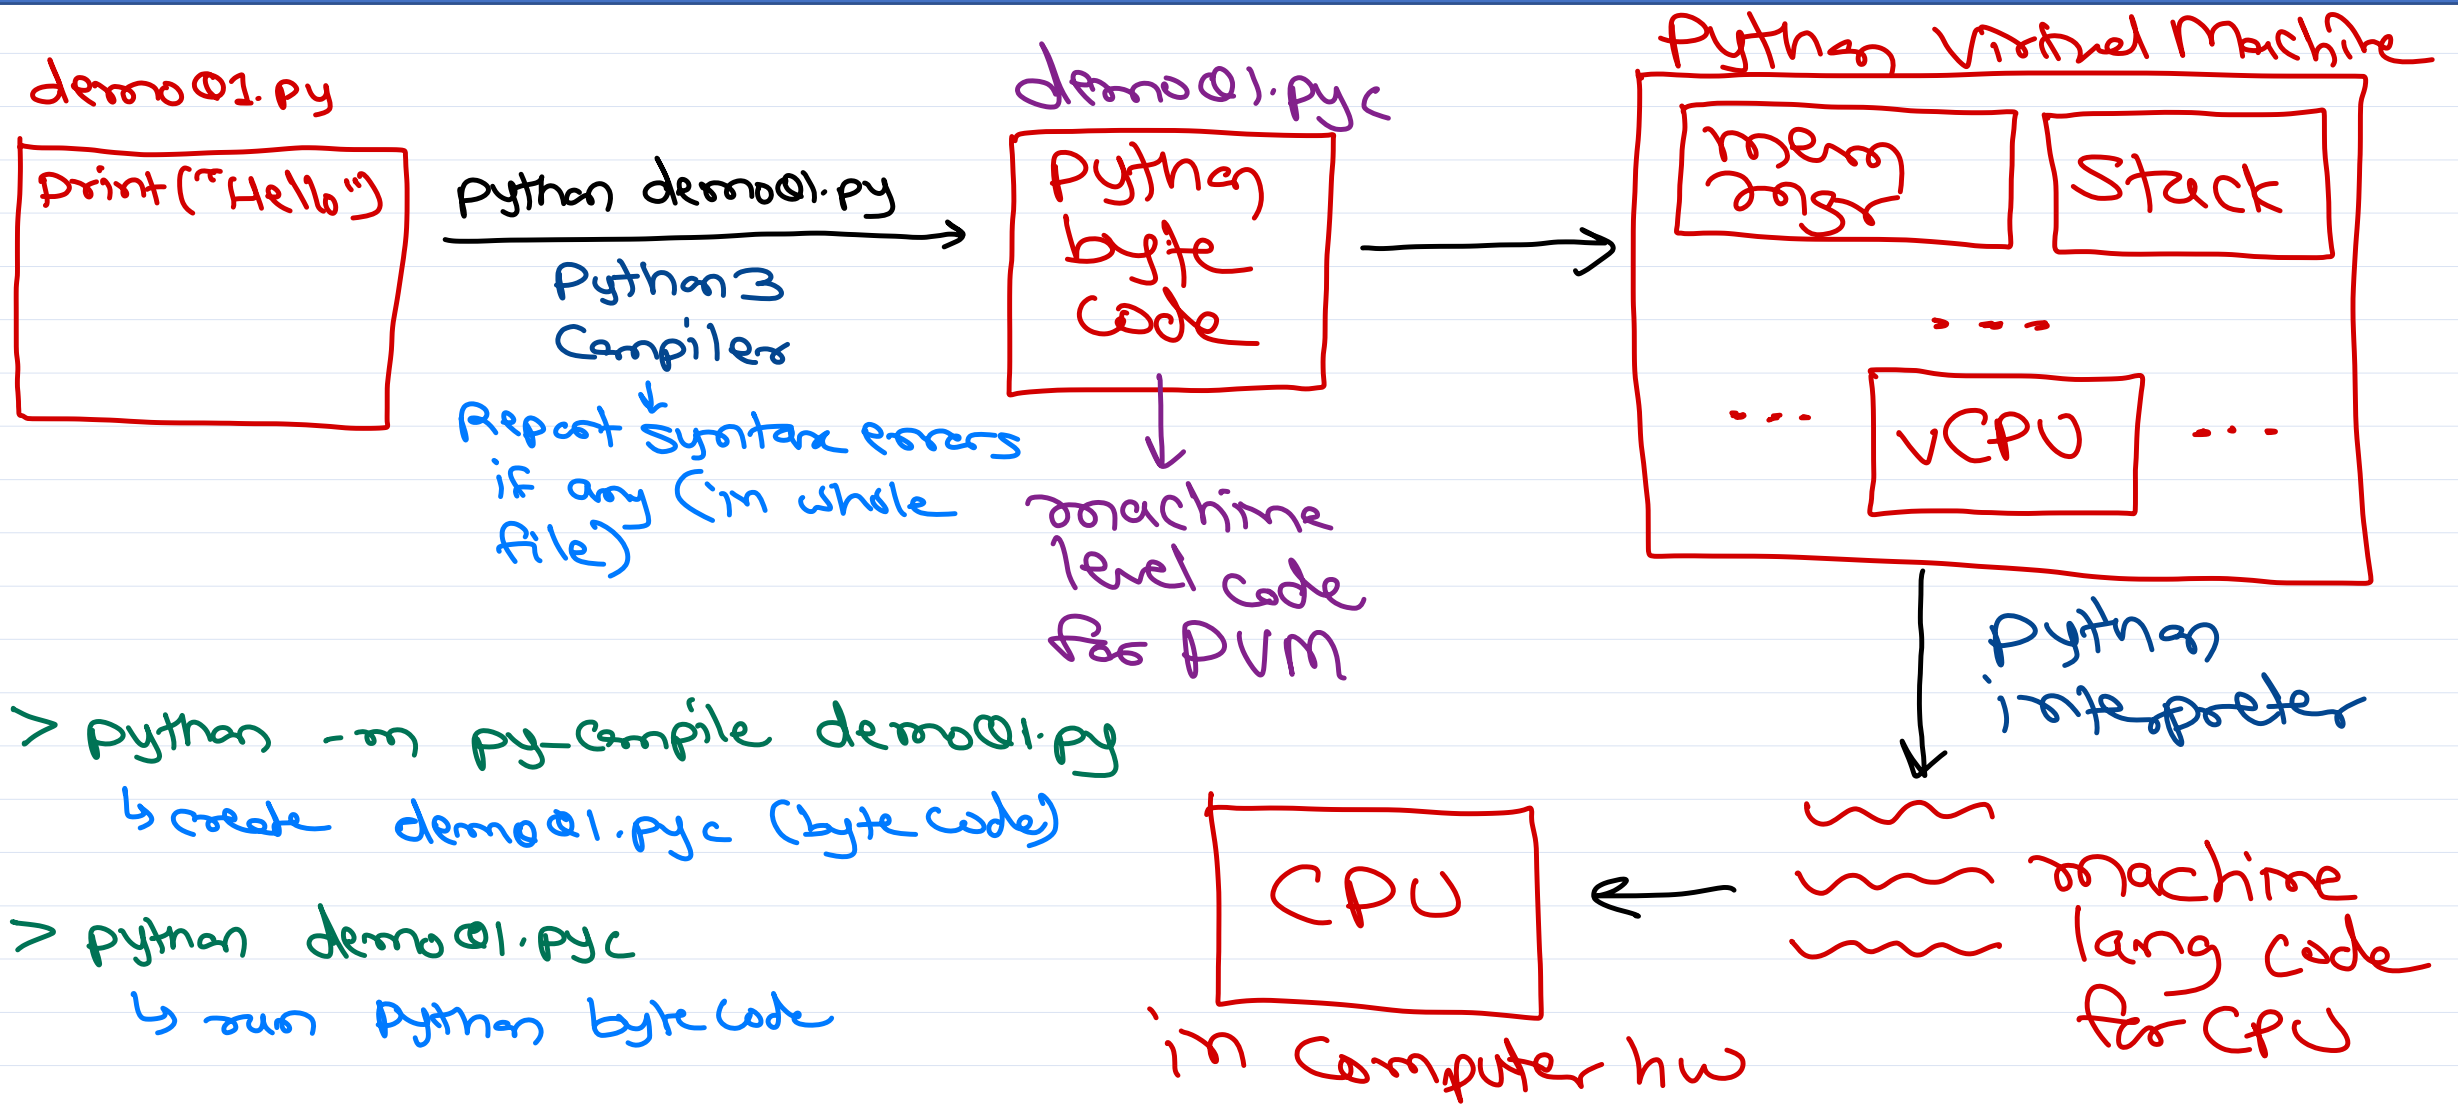 demo01.py
print("Hello")
python demo01.py
Python3
Compiler
Report syntax errors
if any (in whole
file)
demo01.pyc
Python
byte
code
machine
level code
for PVM
Python Virtual Machine
mem
mgr
Stack
...
... vCPU ...
python
interpreter
machine
lang code
for CPU
CPU
in Computer hw
> python -m py_compile demo01.py
↳ create demo01.pyc (byte code)
> python demo01.pyc
↳ run python byte code